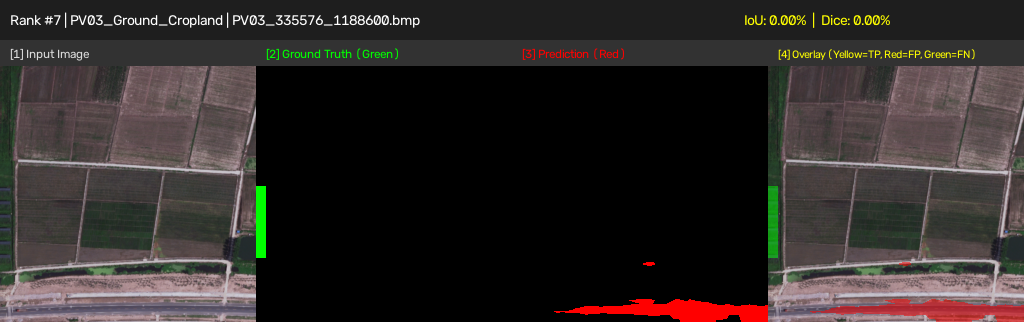 Rank #7 | PV03_Ground_Cropland | PV03_335576_1188600.bmp
IoU: 0.00% | Dice: 0.00%
[1] Input Image
[2] Ground Truth (Green)
[3] Prediction (Red)
[4] Overlay (Yellow=TP, Red=FP, Green=FN)